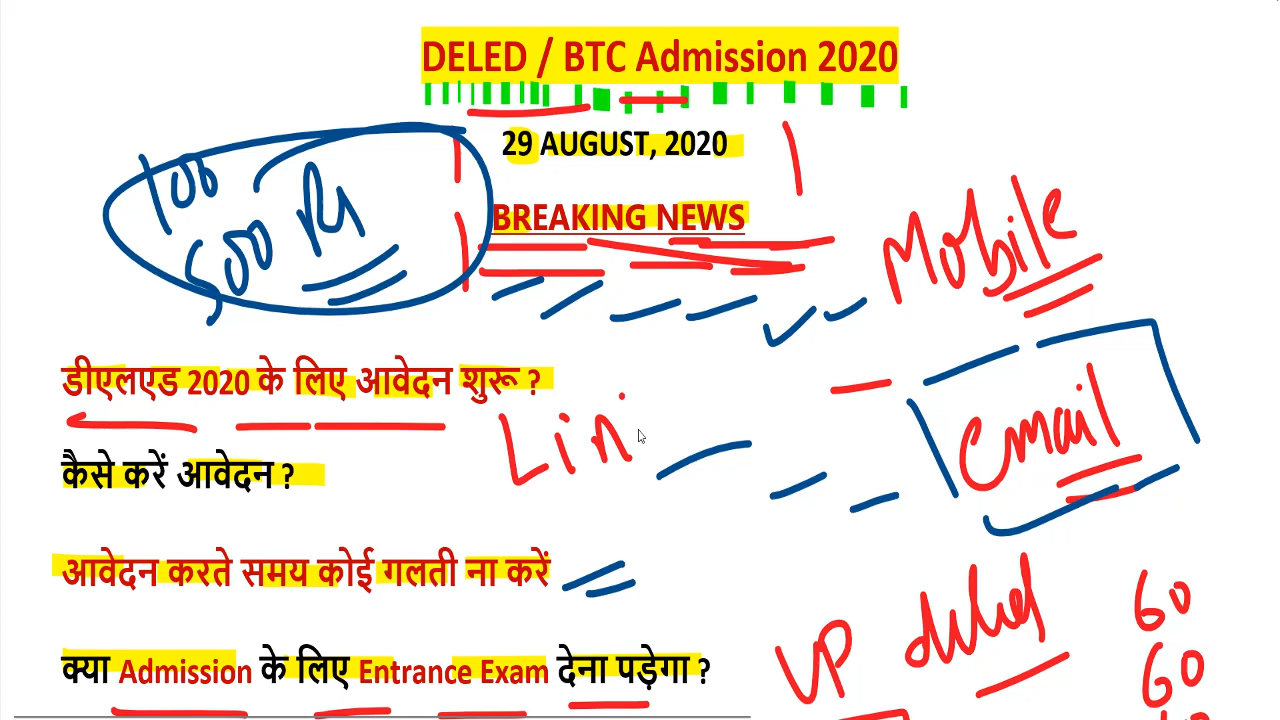 DELED / BTC Admission 2020
29 AUGUST, 2020
BREAKING NEWS
100
500 Rs
Mobile
डीएलएड 2020 के लिए आवेदन शुरू ?
Lin
Email
कैसे करें आवेदन ?
आवेदन करते समय कोई गलती ना करें
UP deled
60
60
क्या Admission के लिए Entrance Exam देना पड़ेगा ?